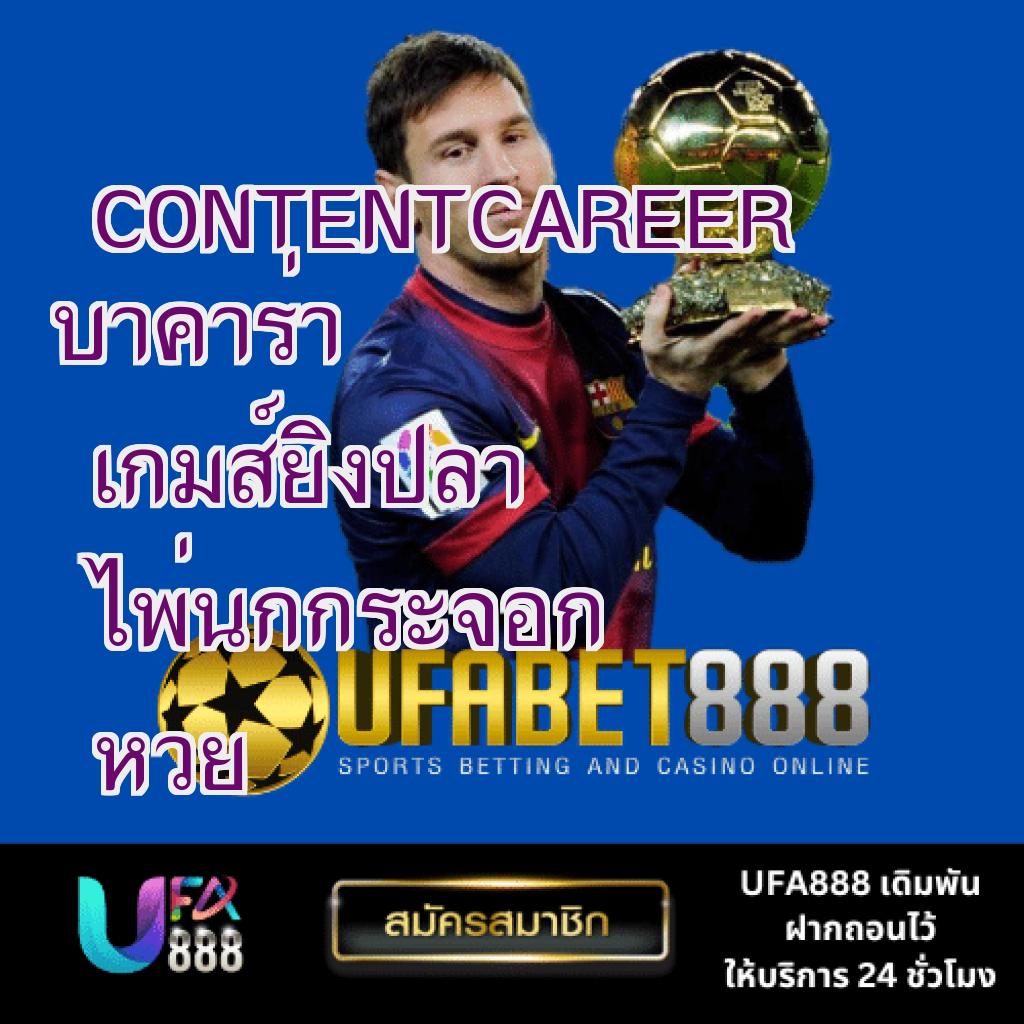 CONTENTCAREER
บาคาร่า
เกมส์ยิงปลา
ไพ่นกกระจอก
UFABET888
SPORTS BETTING AND CASINO ONLINE
หวย
UFA
888
สมัครสมาชิก
UFA888 เดิมพัน
ฝากถอนไว้
ให้บริการ 24 ชั่วโมง